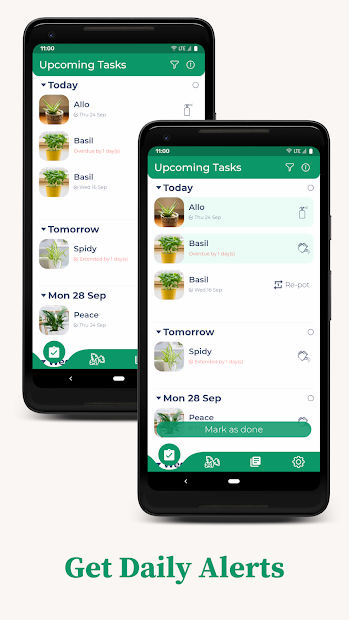 11:00 LTE
Upcoming Tasks
Today
Allo
Thu 24 Sep
Basil
Overdue by 1 day(s)
Basil
Wed 16 Sep
Tomorrow
Spidy
Extended by 1 day(s)
Mon 28 Sep
Peace
Thu 24 Sep
11:00 LTE
Upcoming Tasks
Today
Allo
Thu 24 Sep
Basil
Overdue by 1 day(s)
Basil
Wed 16 Sep
Re-pot
Tomorrow
Spidy
Extended by 1 day(s)
Mon 28 Sep
Peace
Mark as done
Get Daily Alerts